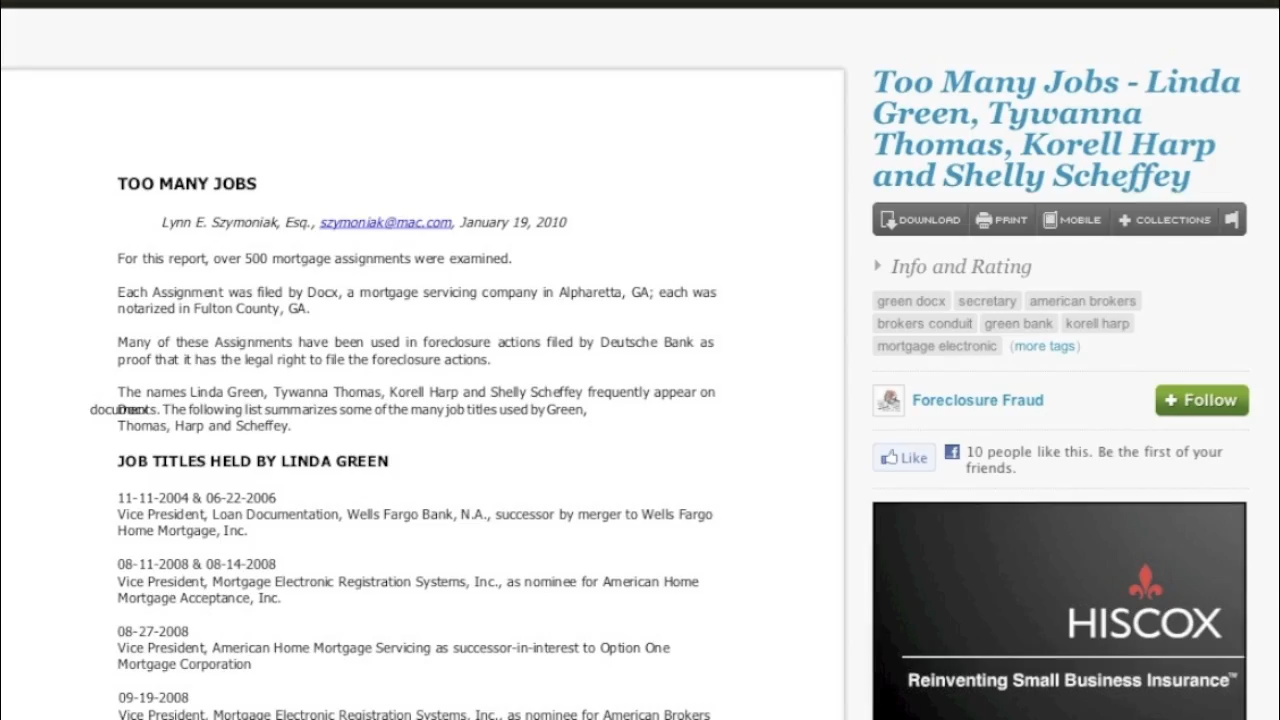 TOO MANY JOBS
Lynn E. Szymoniak, Esq., szymoniak@mac.com, January 19, 2010
For this report, over 500 mortgage assignments were examined.
Each Assignment was filed by Docx, a mortgage servicing company in Alpharetta, GA; each was
notarized in Fulton County, GA.
Many of these Assignments have been used in foreclosure actions filed by Deutsche Bank as
proof that it has the legal right to file the foreclosure actions.
The names Linda Green, Tywanna Thomas, Korell Harp and Shelly Scheffey frequently appear on
documents. The following list summarizes some of the many job titles used by Green,
Thomas, Harp and Scheffey.
JOB TITLES HELD BY LINDA GREEN
11-11-2004 & 06-22-2006
Vice President, Loan Documentation, Wells Fargo Bank, N.A., successor by merger to Wells Fargo
Home Mortgage, Inc.
08-11-2008 & 08-14-2008
Vice President, Mortgage Electronic Registration Systems, Inc., as nominee for American Home
Mortgage Acceptance, Inc.
08-27-2008
Vice President, American Home Mortgage Servicing as successor-in-interest to Option One
Mortgage Corporation
09-19-2008
Vice President, Mortgage Electronic Registration Systems, Inc., as nominee for American Brokers
Too Many Jobs - Linda
Green, Tywanna
Thomas, Korell Harp
and Shelly Scheffey
DOWNLOAD PRINT MOBILE COLLECTIONS
Info and Rating
green docx secretary american brokers
brokers conduit green bank korell harp
mortgage electronic (more tags)
Foreclosure Fraud + Follow
Like 10 people like this. Be the first of your
friends.
HISCOX
Reinventing Small Business Insurance™